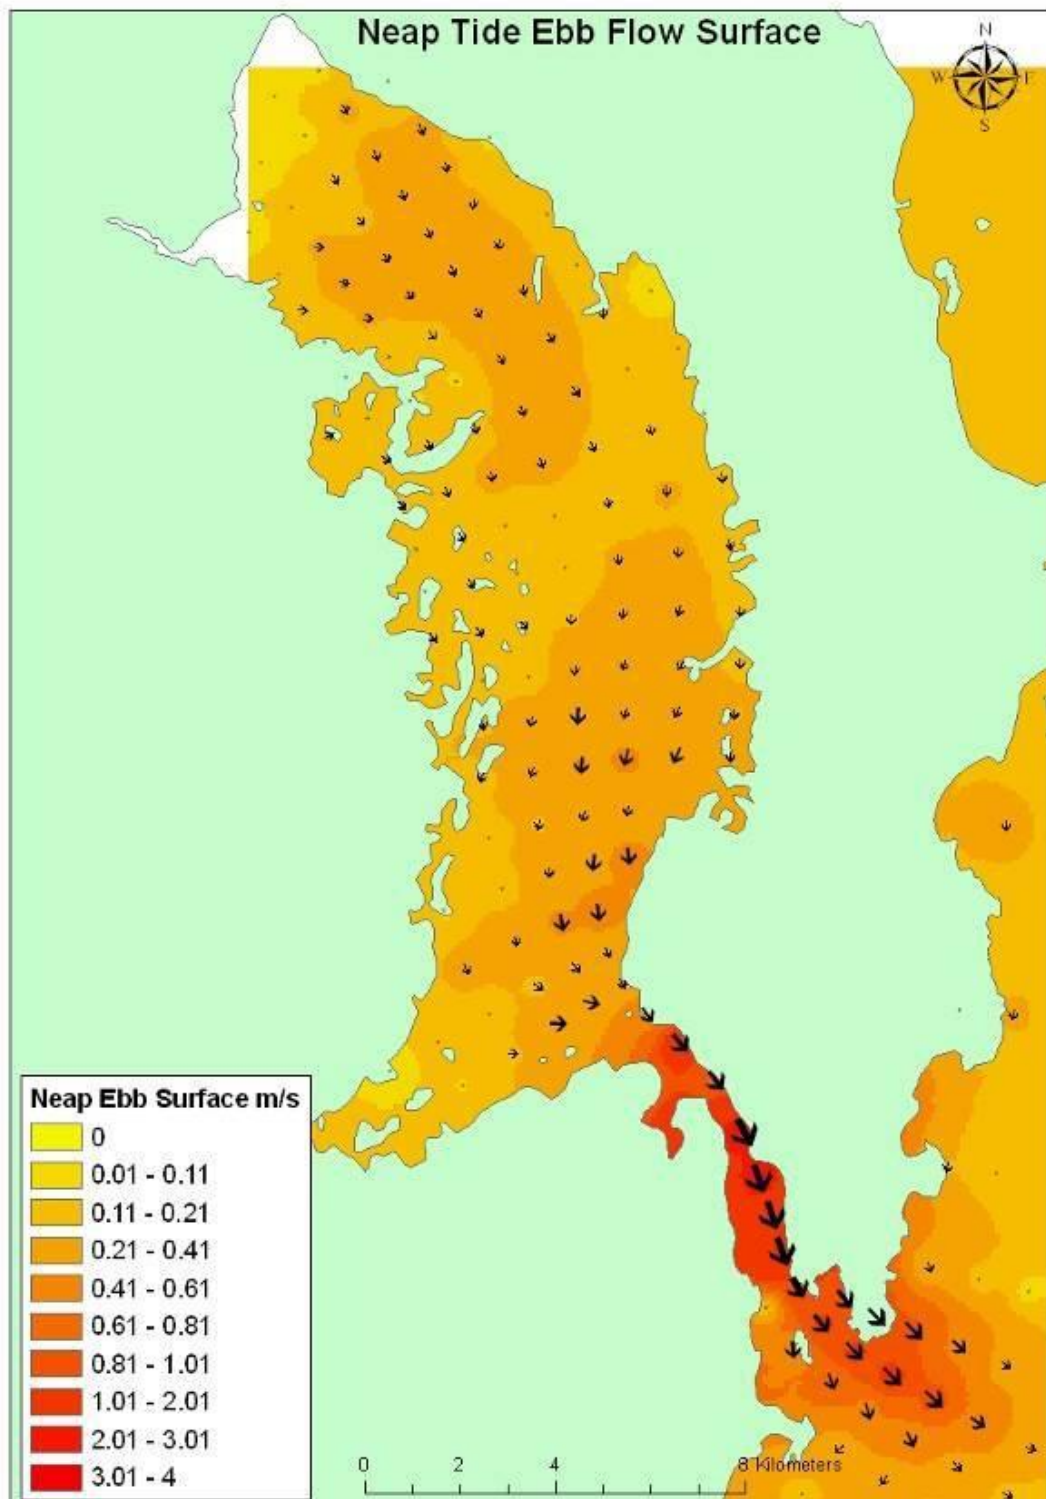 Neap Tide Ebb Flow Surface
N
W E
S
Neap Ebb Surface m/s
0
0.01 - 0.11
0.11 - 0.21
0.21 - 0.41
0.41 - 0.61
0.61 - 0.81
0.81 - 1.01
1.01 - 2.01
2.01 - 3.01
3.01 - 4
0 2 4 8 Kilometers